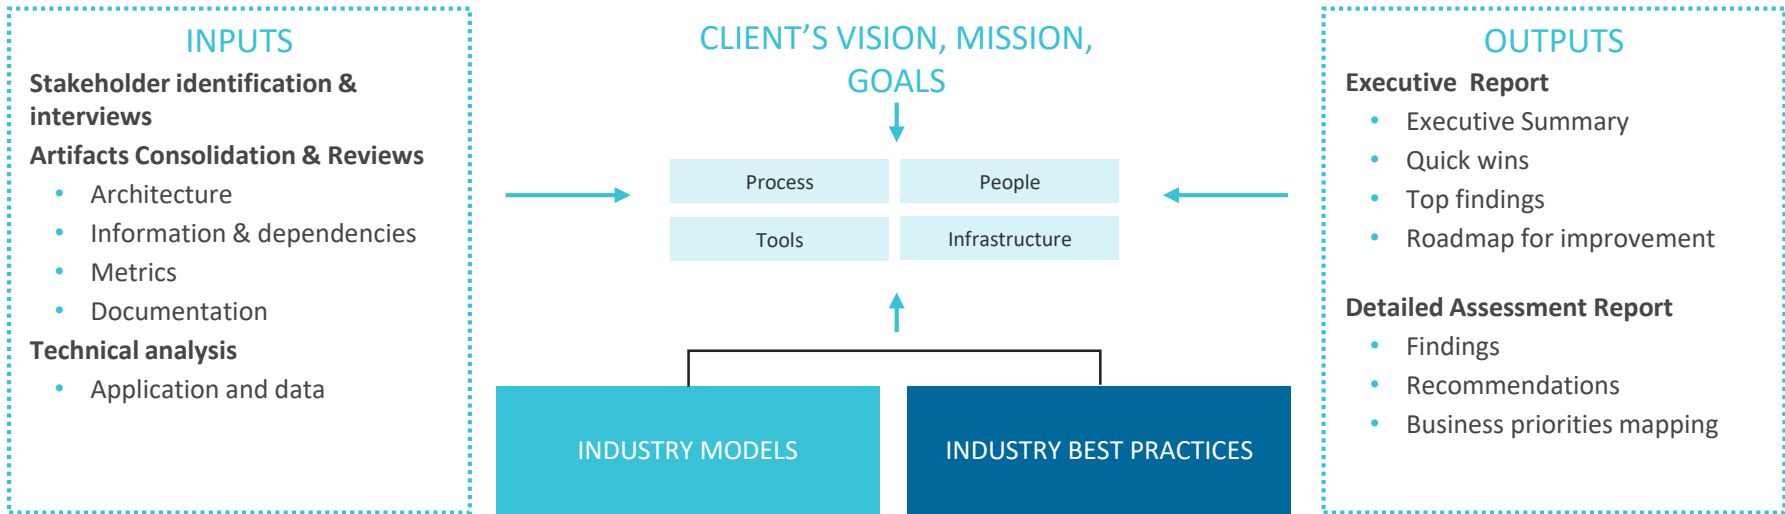 INPUTS
Stakeholder identification &
interviews
Artifacts Consolidation & Reviews
• Architecture
• Information & dependencies
• Metrics
• Documentation
Technical analysis
• Application and data
CLIENT’S VISION, MISSION,
GOALS
Process
People
Tools
Infrastructure
INDUSTRY MODELS
INDUSTRY BEST PRACTICES
OUTPUTS
Executive Report
• Executive Summary
• Quick wins
• Top findings
• Roadmap for improvement
Detailed Assessment Report
• Findings
• Recommendations
• Business priorities mapping